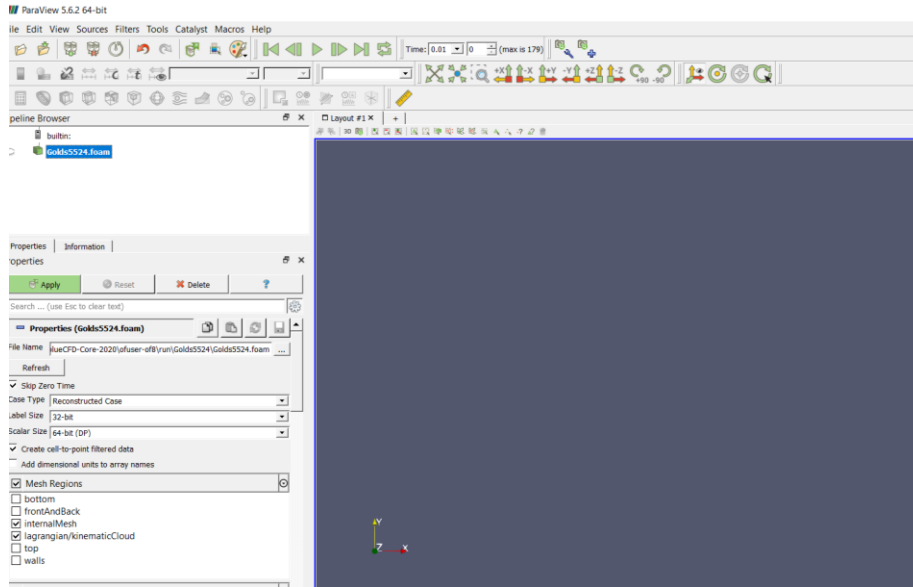 ParaView 5.6.2 64-bit
ile Edit View Sources Filters Tools Catalyst Macros Help
Time: 0.01 0 (max is 179)
+X -X +Y -Y +Z -Z +90 -90
peline Browser
Layout #1 × +
builtin:
3D
Golds5524.foam
Properties Information
roperties
Apply Reset Delete ?
Search ... (use Esc to clear text)
Properties (Golds5524.foam)
File Name lueCFD-Core-2020\ofuser-of8\run\Golds5524\Golds5524.foam ...
Refresh
Skip Zero Time
Case Type Reconstructed Case
Label Size 32-bit
Scalar Size 64-bit (DP)
Create cell-to-point filtered data
Add dimensional units to array names
Mesh Regions
bottom
frontAndBack
internalMesh
lagrangian/kinematicCloud
top
walls
Y
Z X